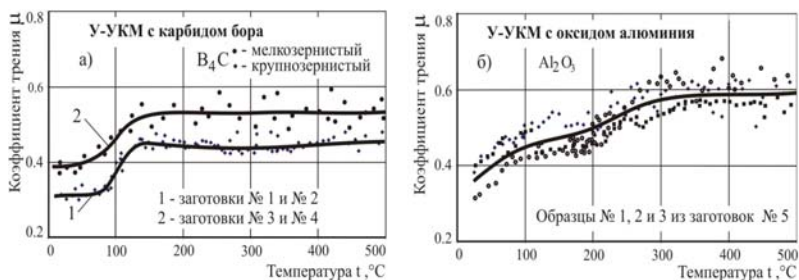 У-УКМ с карбидом бора
а)
B₄C
- мелкозернистый
- крупнозернистый
Коэффициент трения μ
0.8
0.6
0.4
0.2
2
1
1 - заготовки № 1 и № 2
2 - заготовки № 3 и № 4
0
100
200
300
400
500
Температура t ,°C
У-УКМ с оксидом алюминия
б)
Al₂O₃
Коэффициент трения μ
0.8
0.6
0.4
0.2
Образцы № 1, 2 и 3 из заготовок № 5
0
100
200
300
400
500
Температура t ,°C